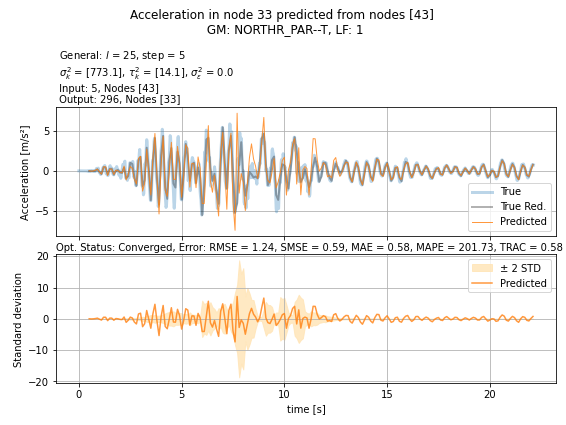 Acceleration in node 33 predicted from nodes [43]
GM: NORTHR_PAR--T, LF: 1
General: l = 25, step = 5
σ²ₖ = [773.1], τ²ₖ = [14.1], σ²ε = 0.0
Input: 5, Nodes [43]
Output: 296, Nodes [33]
Acceleration [m/s²]
5
0
−5
True
True Red.
Predicted
Opt. Status: Converged, Error: RMSE = 1.24, SMSE = 0.59, MAE = 0.58, MAPE = 201.73, TRAC = 0.58
Standard deviation
20
10
0
−10
−20
± 2 STD
Predicted
0 5 10 15 20
time [s]